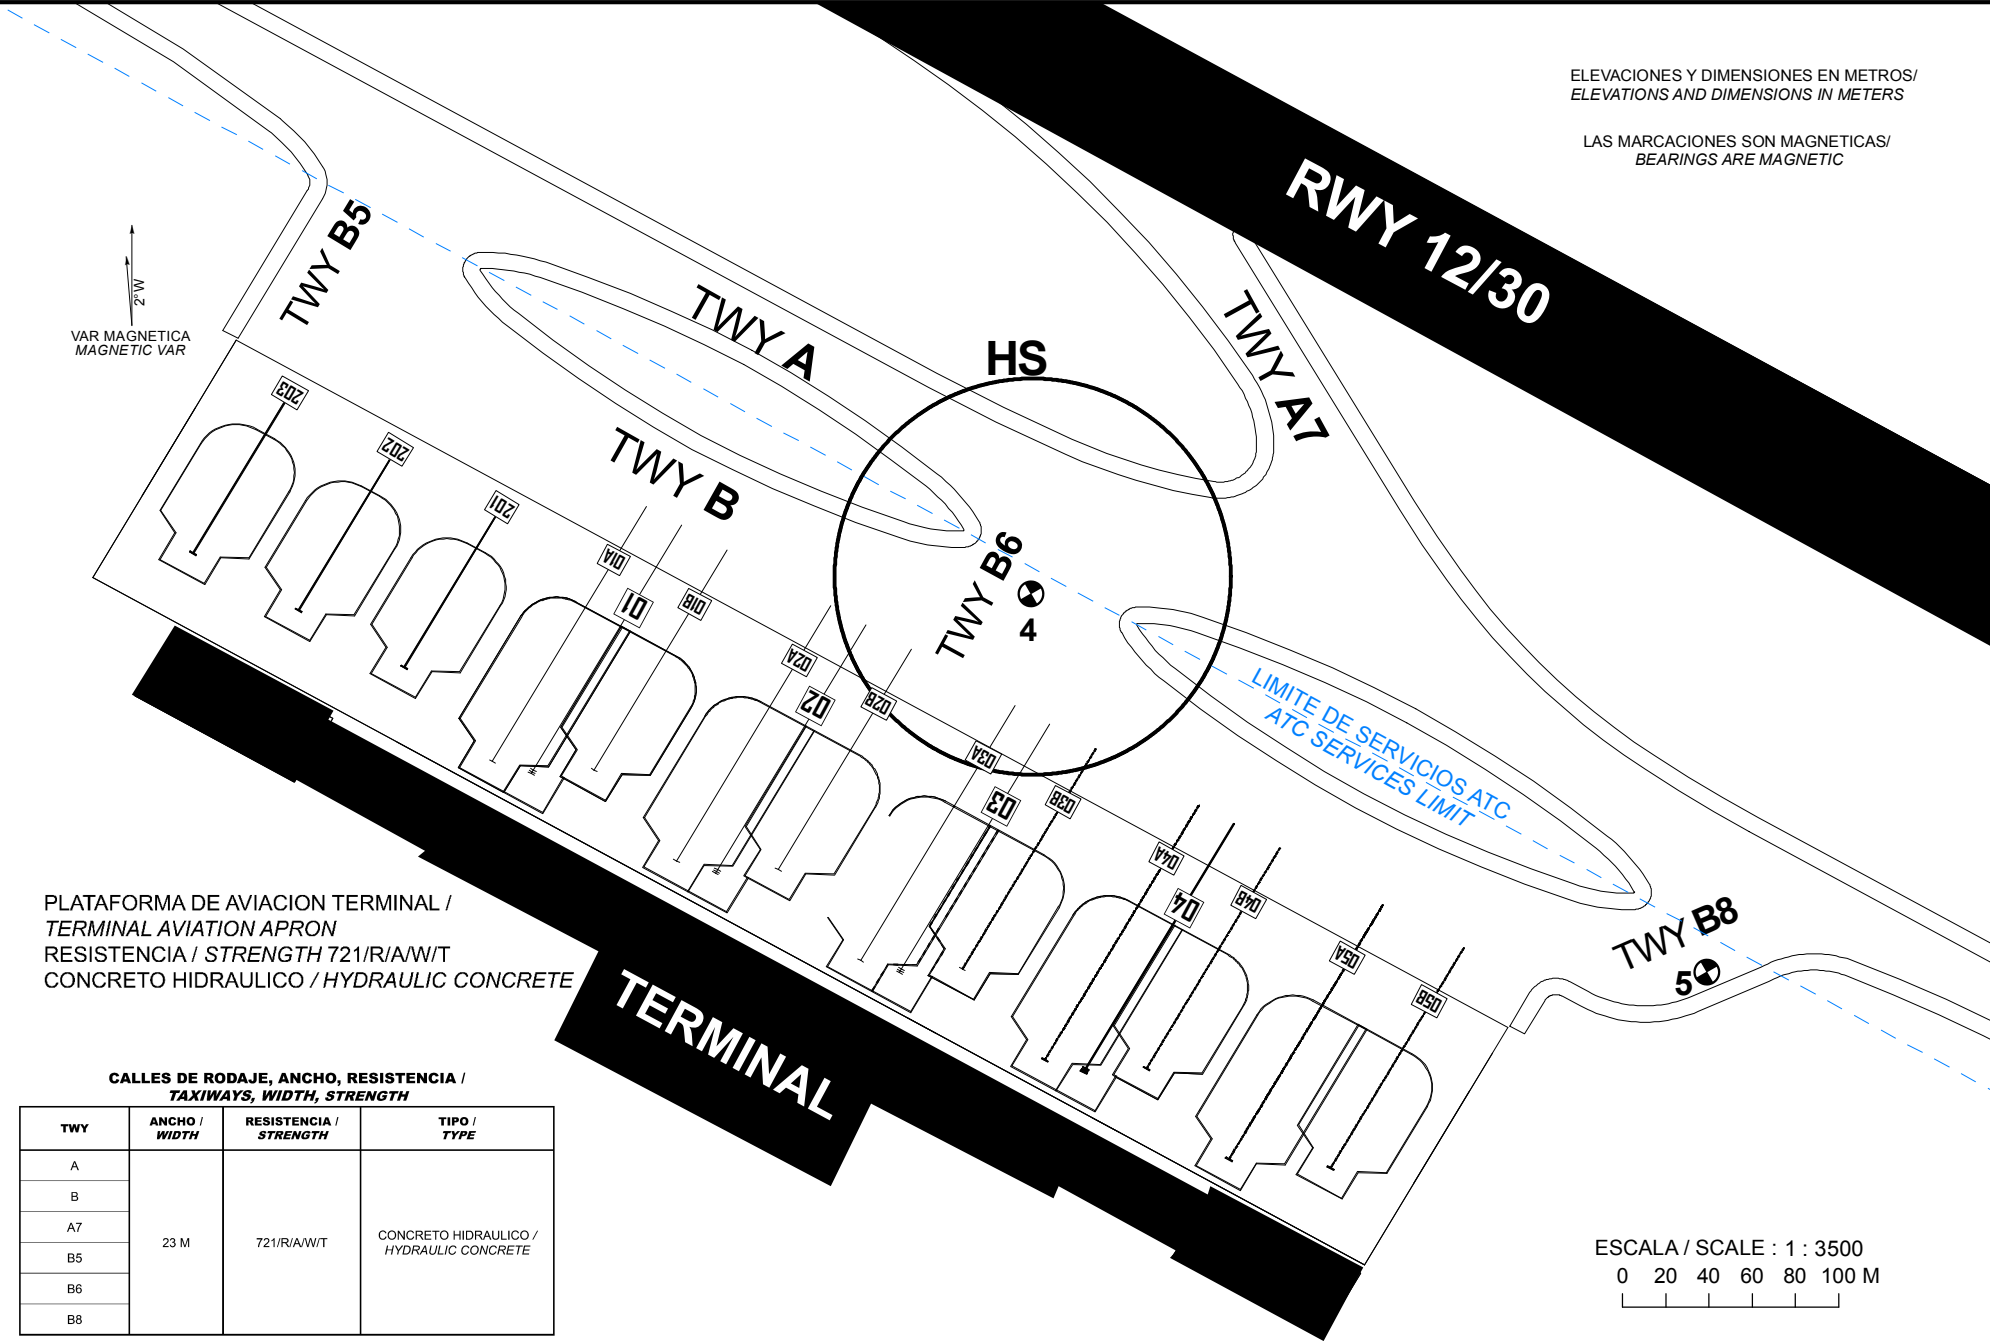 ELEVACIONES Y DIMENSIONES EN METROS/
ELEVATIONS AND DIMENSIONS IN METERS
LAS MARCACIONES SON MAGNETICAS/
BEARINGS ARE MAGNETIC
RWY 12/30
TWY B5
2°W
VAR MAGNETICA
MAGNETIC VAR
TWY A
HS
TWY A7
TWY B
TWY B6
4
203
202
201
01A
01
01B
02A
02
02B
03A
03
03B
04A
04
04B
05A
05B
LIMITE DE SERVICIOS ATC
ATC SERVICES LIMIT
TWY B8
5
PLATAFORMA DE AVIACION TERMINAL /
TERMINAL AVIATION APRON
RESISTENCIA / STRENGTH 721/R/A/W/T
CONCRETO HIDRAULICO / HYDRAULIC CONCRETE
TERMINAL
CALLES DE RODAJE, ANCHO, RESISTENCIA /
TAXIWAYS, WIDTH, STRENGTH
TWY
ANCHO /
WIDTH
RESISTENCIA /
STRENGTH
TIPO /
TYPE
A
B
A7
B5
B6
B8
23 M
721/R/A/W/T
CONCRETO HIDRAULICO /
HYDRAULIC CONCRETE
ESCALA / SCALE : 1 : 3500
0 20 40 60 80 100 M